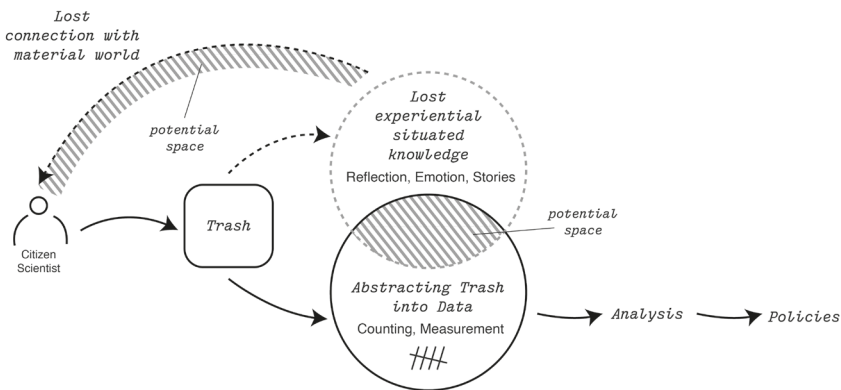 Lost
connection with
material world
potential
space
Lost
experiential
situated
knowledge
Reflection, Emotion, Stories
potential
space
Citizen
Scientist
Trash
Abstracting Trash
into Data
Counting, Measurement
Analysis
Policies